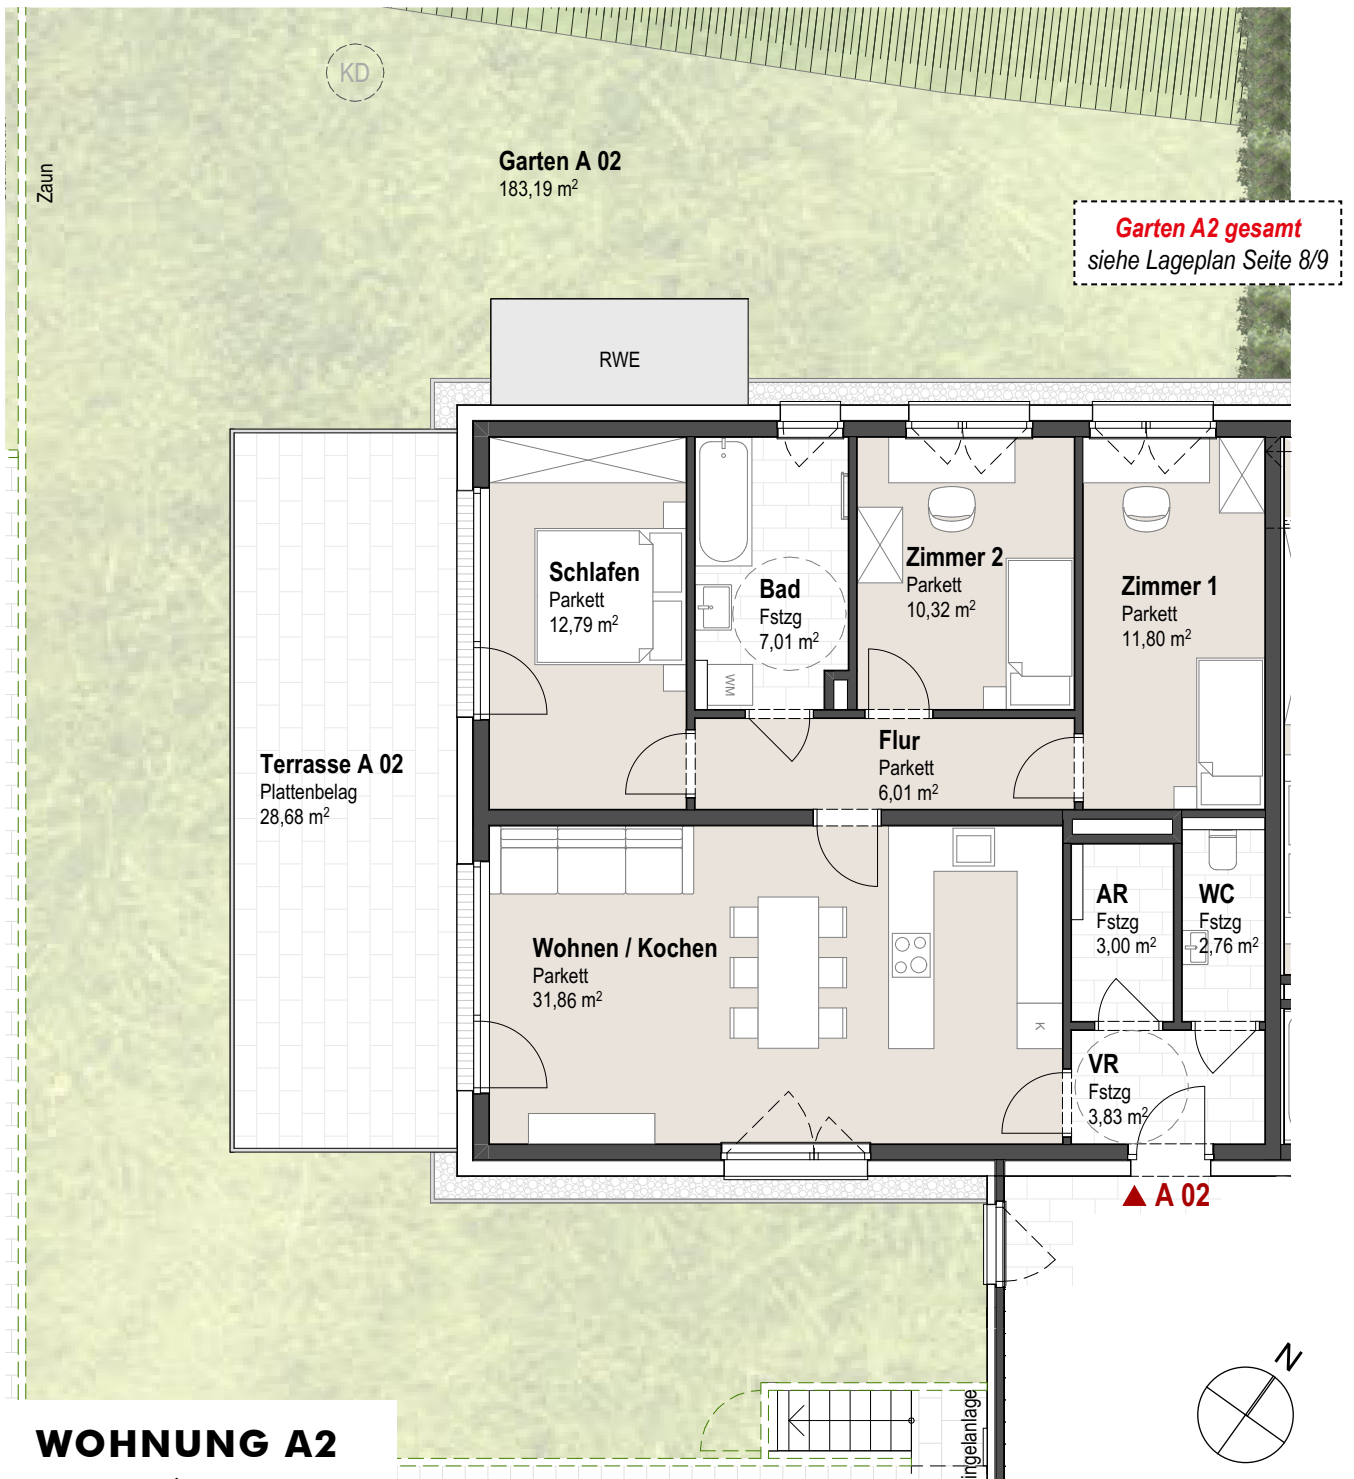 KD
Zaun
Garten A 02
183,19 m²
Garten A2 gesamt
siehe Lageplan Seite 8/9
RWE
Schlafen
Parkett
12,79 m²
Bad
Fstzg
7,01 m²
WM
Zimmer 2
Parkett
10,32 m²
Zimmer 1
Parkett
11,80 m²
Flur
Parkett
6,01 m²
Terrasse A 02
Plattenbelag
28,68 m²
Wohnen / Kochen
Parkett
31,86 m²
K
AR
Fstzg
3,00 m²
WC
Fstzg
2,76 m²
VR
Fstzg
3,83 m²
A 02
N
ingelanlage
WOHNUNG A2